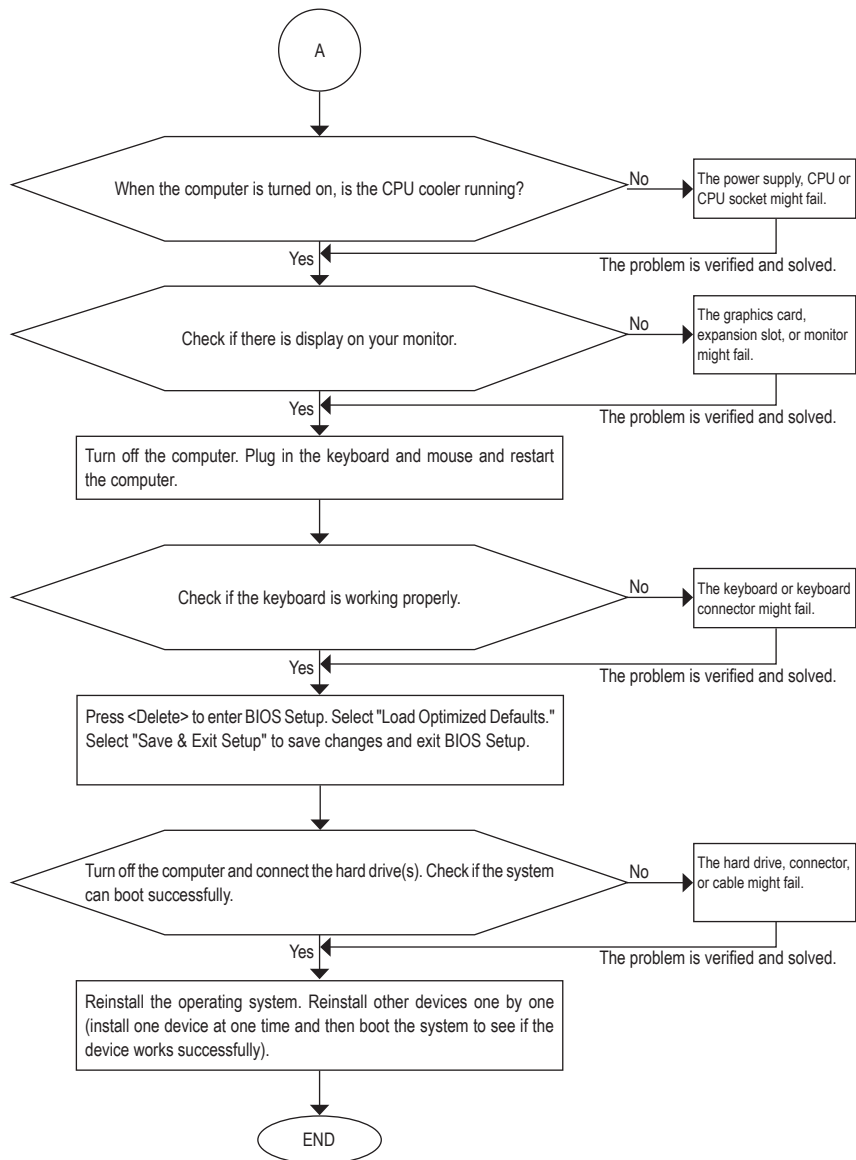 A
When the computer is turned on, is the CPU cooler running?
No
The power supply, CPU or
CPU socket might fail.
Yes
The problem is verified and solved.
Check if there is display on your monitor.
No
The graphics card,
expansion slot, or monitor
might fail.
Yes
The problem is verified and solved.
Turn off the computer. Plug in the keyboard and mouse and restart
the computer.
Check if the keyboard is working properly.
No
The keyboard or keyboard
connector might fail.
Yes
The problem is verified and solved.
Press <Delete> to enter BIOS Setup. Select "Load Optimized Defaults."
Select "Save & Exit Setup" to save changes and exit BIOS Setup.
Turn off the computer and connect the hard drive(s). Check if the system
can boot successfully.
No
The hard drive, connector,
or cable might fail.
Yes
The problem is verified and solved.
Reinstall the operating system. Reinstall other devices one by one
(install one device at one time and then boot the system to see if the
device works successfully).
END